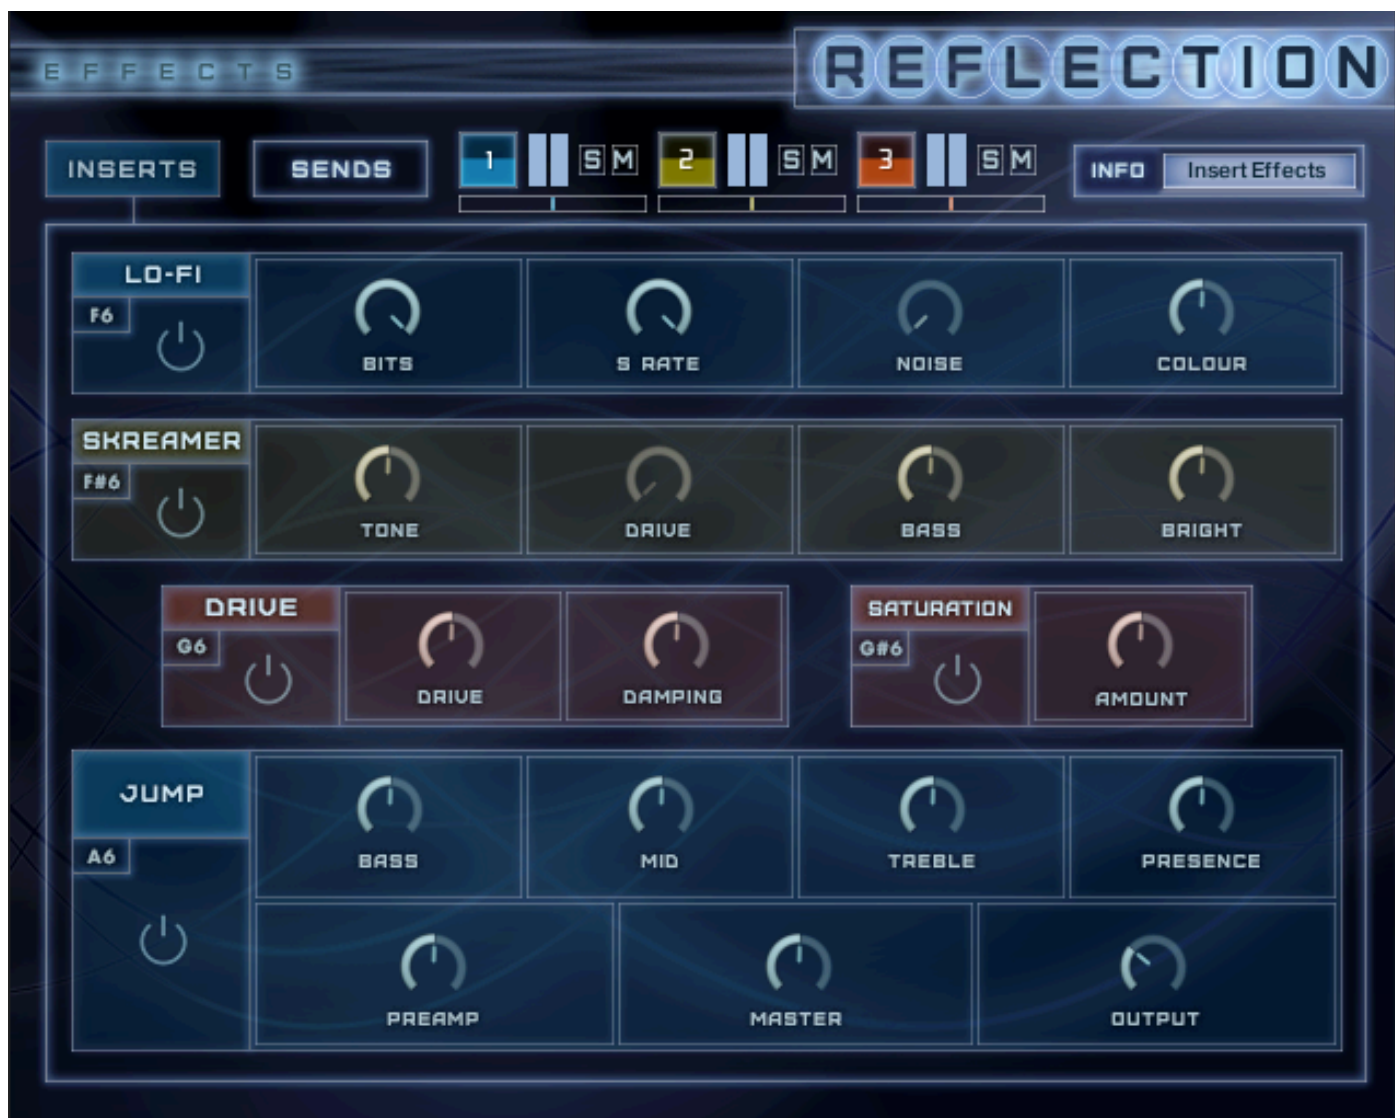 EFFECTS
REFLECTION
INSERTS
SENDS
1
S M
2
S M
3
S M
INFO
Insert Effects
LO-FI
F6
BITS
S RATE
NOISE
COLOUR
SKREAMER
F#6
TONE
DRIVE
BASS
BRIGHT
DRIVE
G6
DRIVE
DAMPING
SATURATION
G#6
AMOUNT
JUMP
A6
BASS
MID
TREBLE
PRESENCE
PREAMP
MASTER
OUTPUT